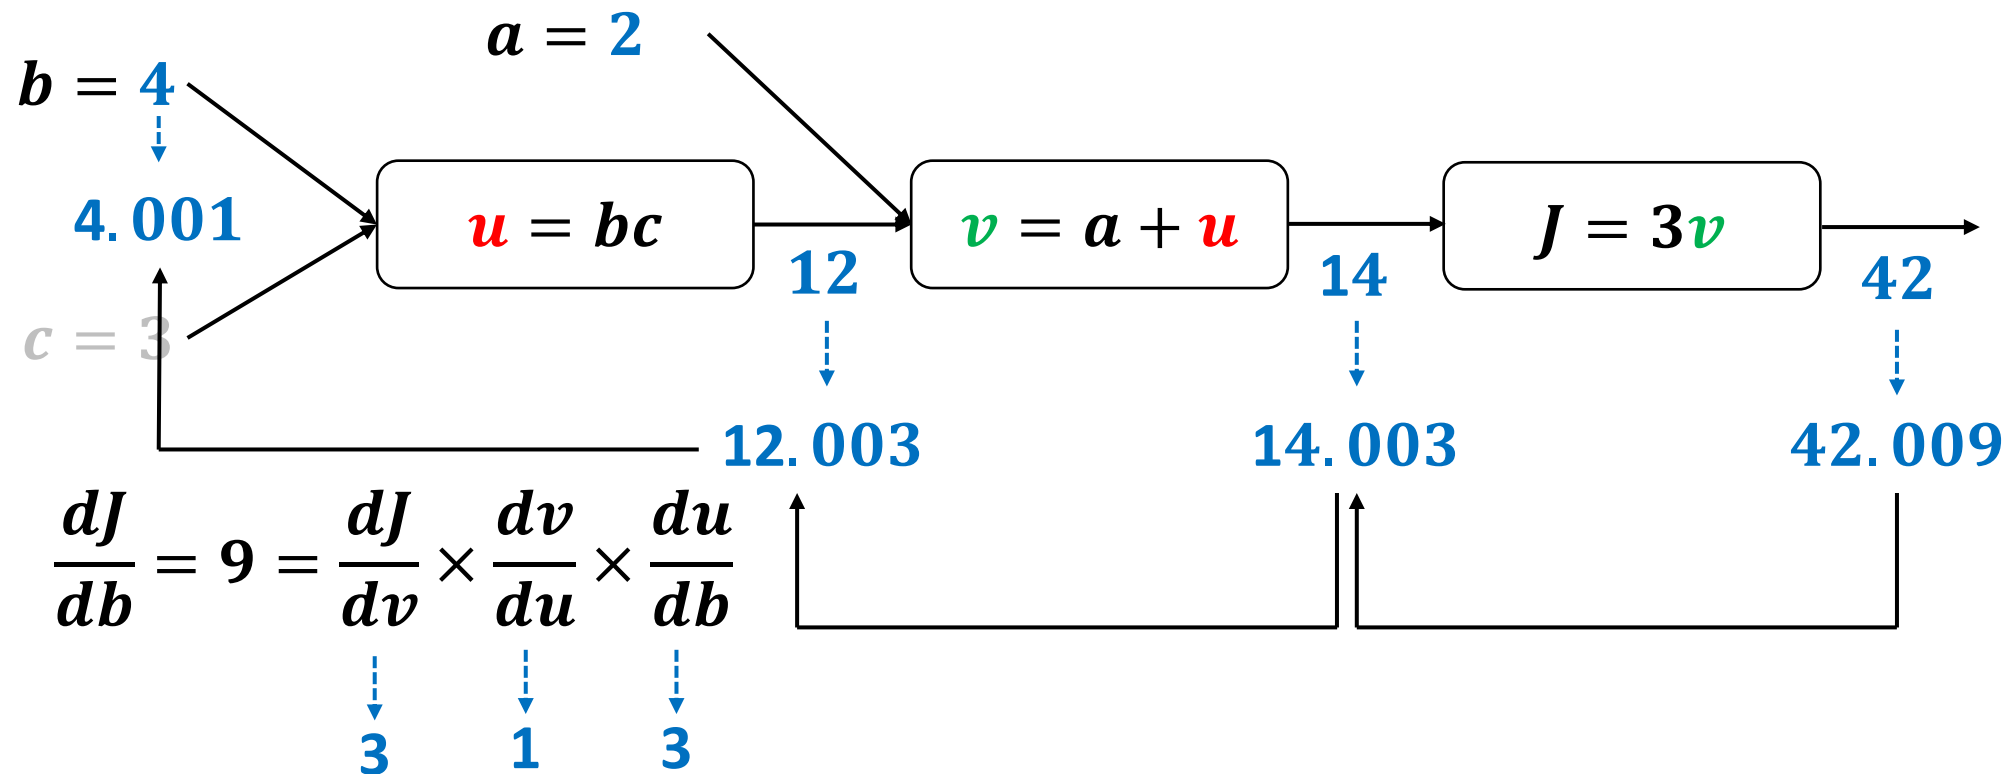 a = 2
b = 4
4.001
c = 3
u = bc
12
v = a + u
14
J = 3v
42
12.003
14.003
42.009
dJ/db = 9 = dJ/dv × dv/du × du/db
3 1 3